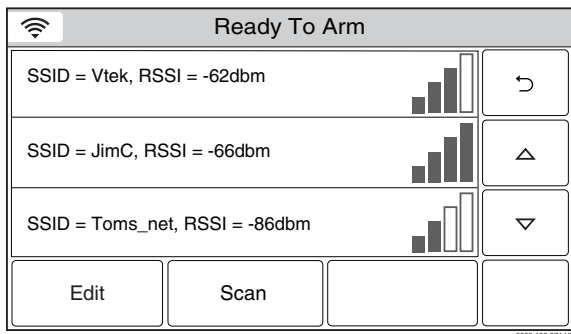 Ready To Arm
SSID = Vtek, RSSI = -62dbm
SSID = JimC, RSSI = -66dbm
SSID = Toms_net, RSSI = -86dbm
Edit
Scan